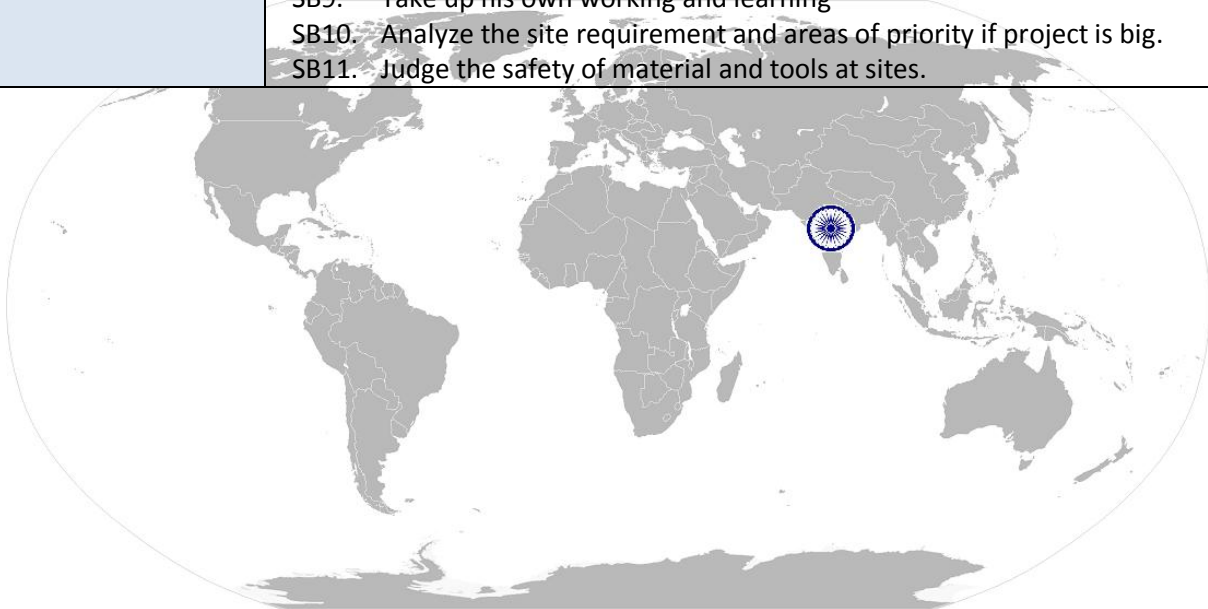 SB9. Take up his own working and learning
SB10. Analyze the site requirement and areas of priority if project is big.
SB11. Judge the safety of material and tools at sites.